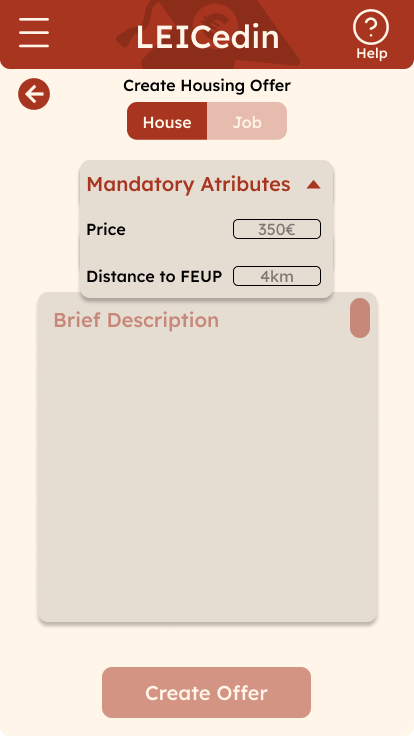 LEICedin
Help
Create Housing Offer
House Job
Mandatory Atributes
Price 350€
Distance to FEUP 4km
Brief Description
Create Offer